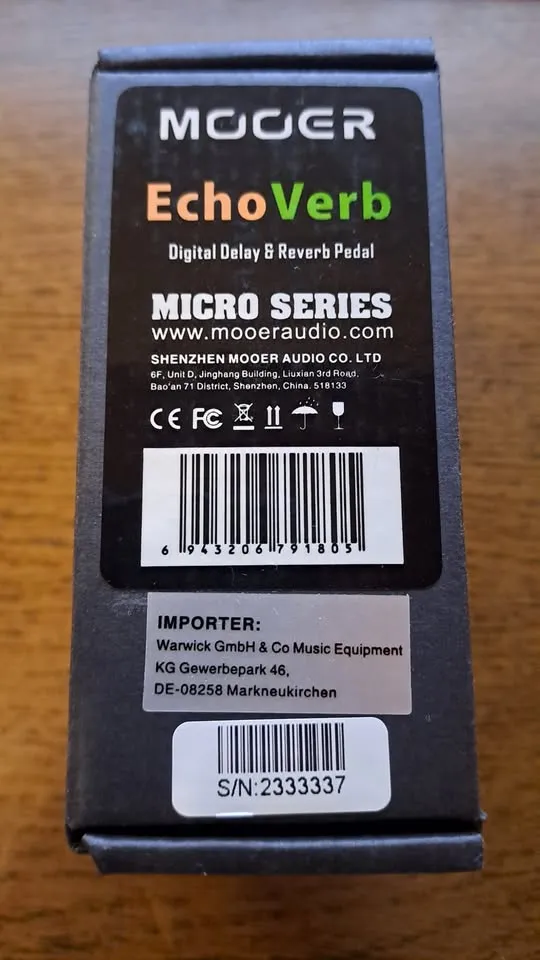 MOOER
EchoVerb
Digital Delay & Reverb Pedal
MICRO SERIES
www.mooeraudio.com
SHENZHEN MOOER AUDIO CO. LTD
6F, Unit D, Jinghang Building, Liuxian 3rd Road,
Bao'an 71 District, Shenzhen, China. 518133
CE FC
6 943206 791805
IMPORTER:
Warwick GmbH & Co Music Equipment
KG Gewerbepark 46,
DE-08258 Markneukirchen
S/N:2333337